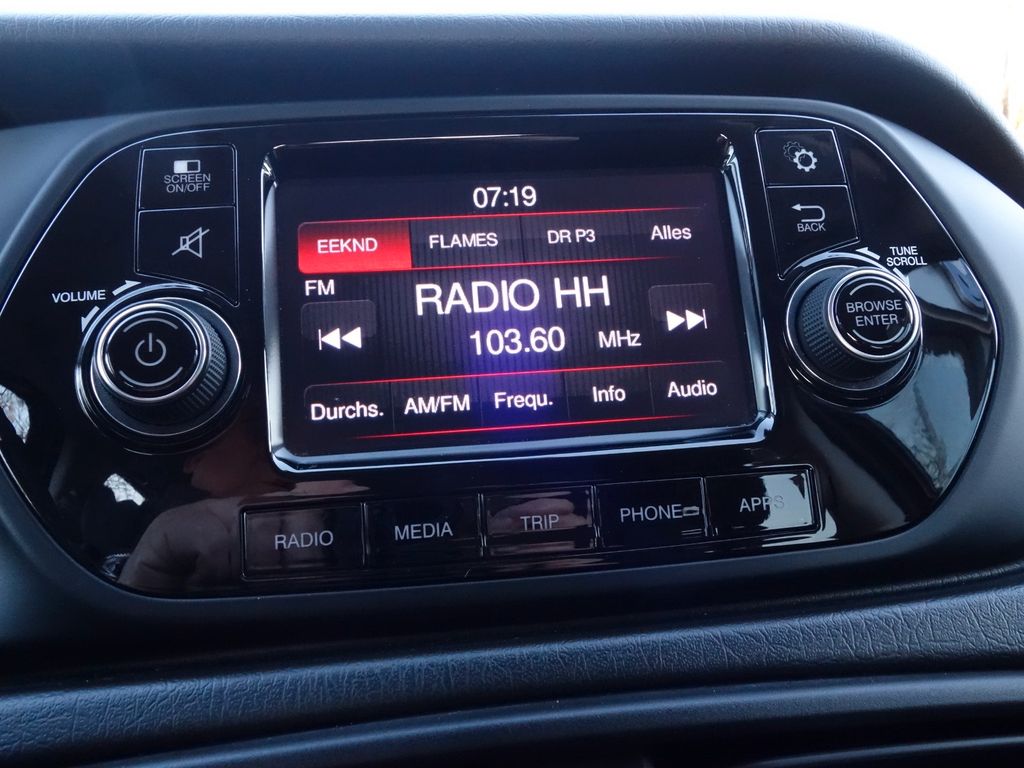 SCREEN
ON/OFF
VOLUME
07:19
EEKND FLAMES DR P3 Alles
FM
RADIO HH
103.60 MHz
Durchs. AM/FM Frequ. Info Audio
BACK
TUNE
SCROLL
BROWSE
ENTER
RADIO MEDIA TRIP PHONE APPS